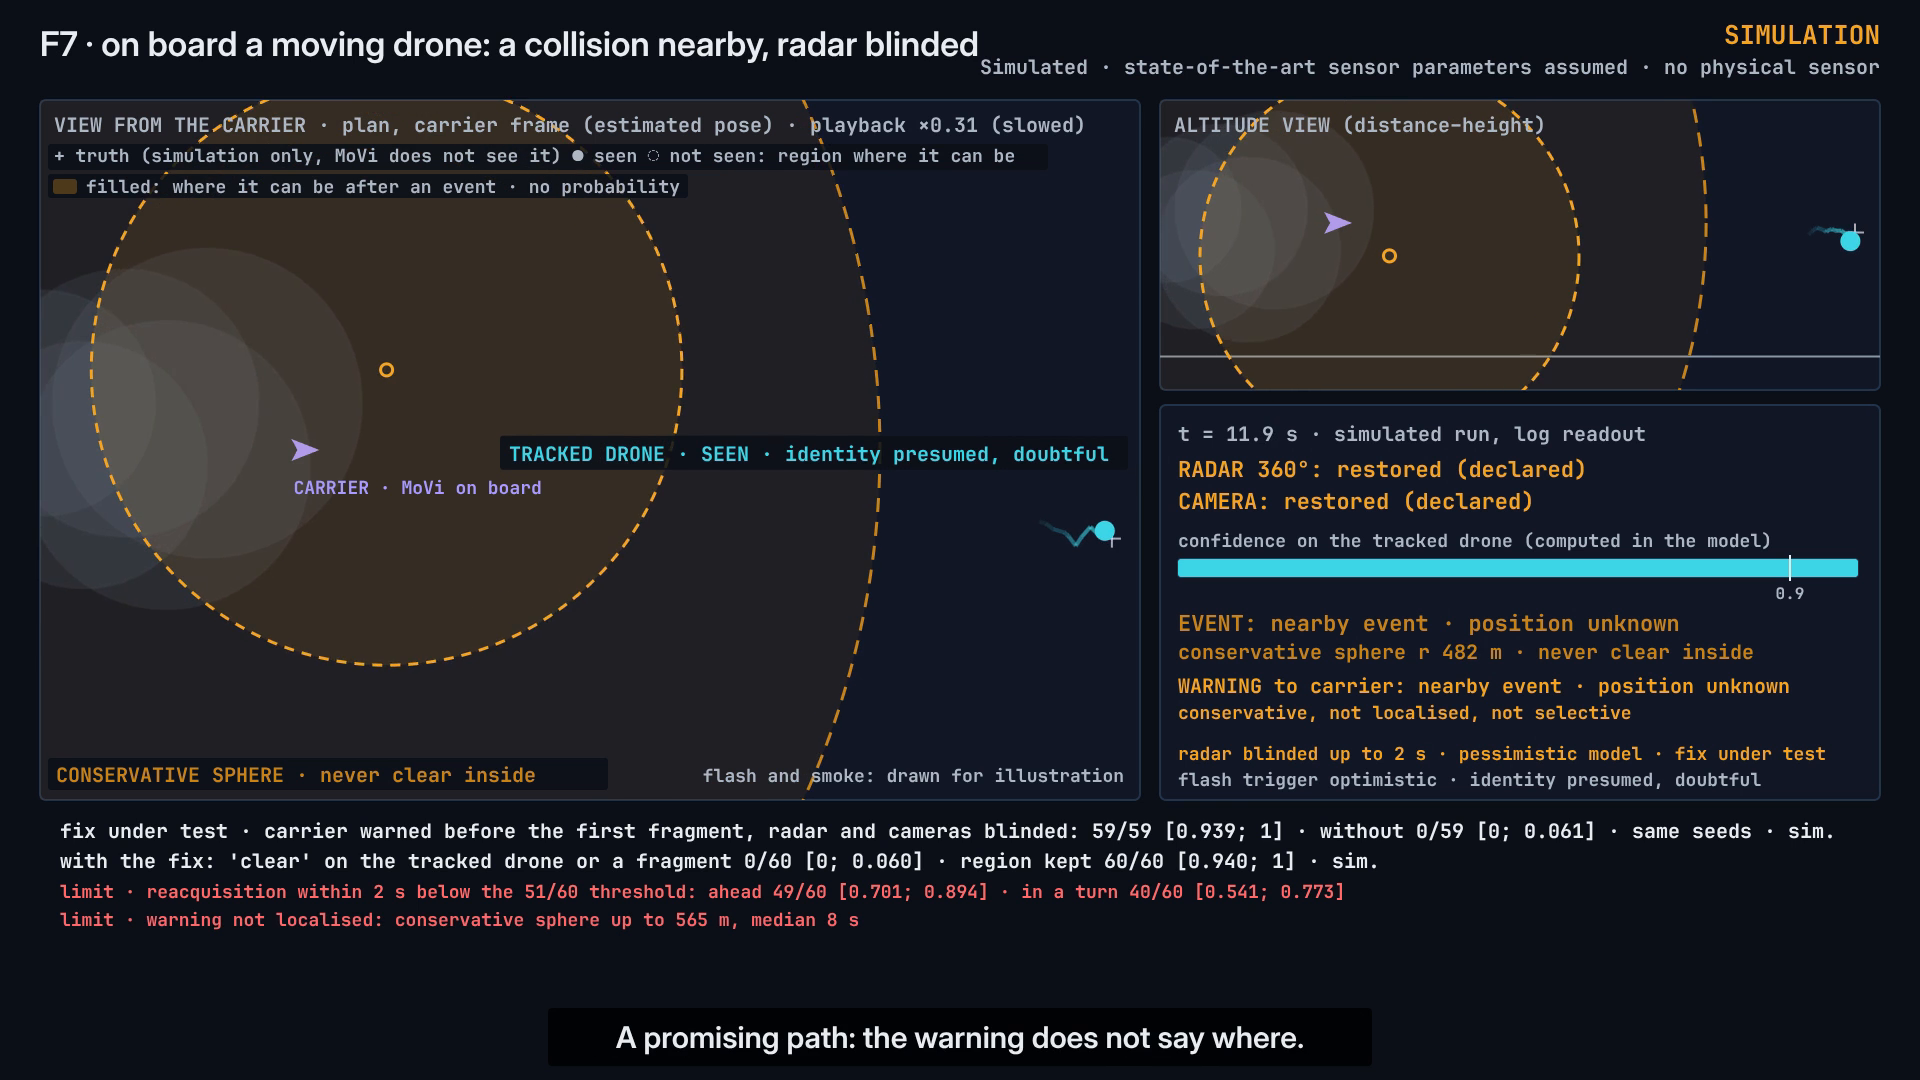 F7 · on board a moving drone: a collision nearby, radar blinded
SIMULATION
Simulated · state-of-the-art sensor parameters assumed · no physical sensor
VIEW FROM THE CARRIER · plan, carrier frame (estimated pose) · playback ×0.31 (slowed)
+ truth (simulation only, MoVi does not see it) ● seen ◌ not seen: region where it can be
filled: where it can be after an event · no probability
TRACKED DRONE · SEEN · identity presumed, doubtful
CARRIER · MoVi on board
CONSERVATIVE SPHERE · never clear inside
flash and smoke: drawn for illustration
ALTITUDE VIEW (distance-height)
t = 11.9 s · simulated run, log readout
RADAR 360°: restored (declared)
CAMERA: restored (declared)
confidence on the tracked drone (computed in the model)
0.9
EVENT: nearby event · position unknown
conservative sphere r 482 m · never clear inside
WARNING to carrier: nearby event · position unknown
conservative, not localised, not selective
radar blinded up to 2 s · pessimistic model · fix under test
flash trigger optimistic · identity presumed, doubtful
fix under test · carrier warned before the first fragment, radar and cameras blinded: 59/59 [0.939; 1] · without 0/59 [0; 0.061] · same seeds · sim.
with the fix: 'clear' on the tracked drone or a fragment 0/60 [0; 0.060] · region kept 60/60 [0.940; 1] · sim.
limit · reacquisition within 2 s below the 51/60 threshold: ahead 49/60 [0.701; 0.894] · in a turn 40/60 [0.541; 0.773]
limit · warning not localised: conservative sphere up to 565 m, median 8 s
A promising path: the warning does not say where.